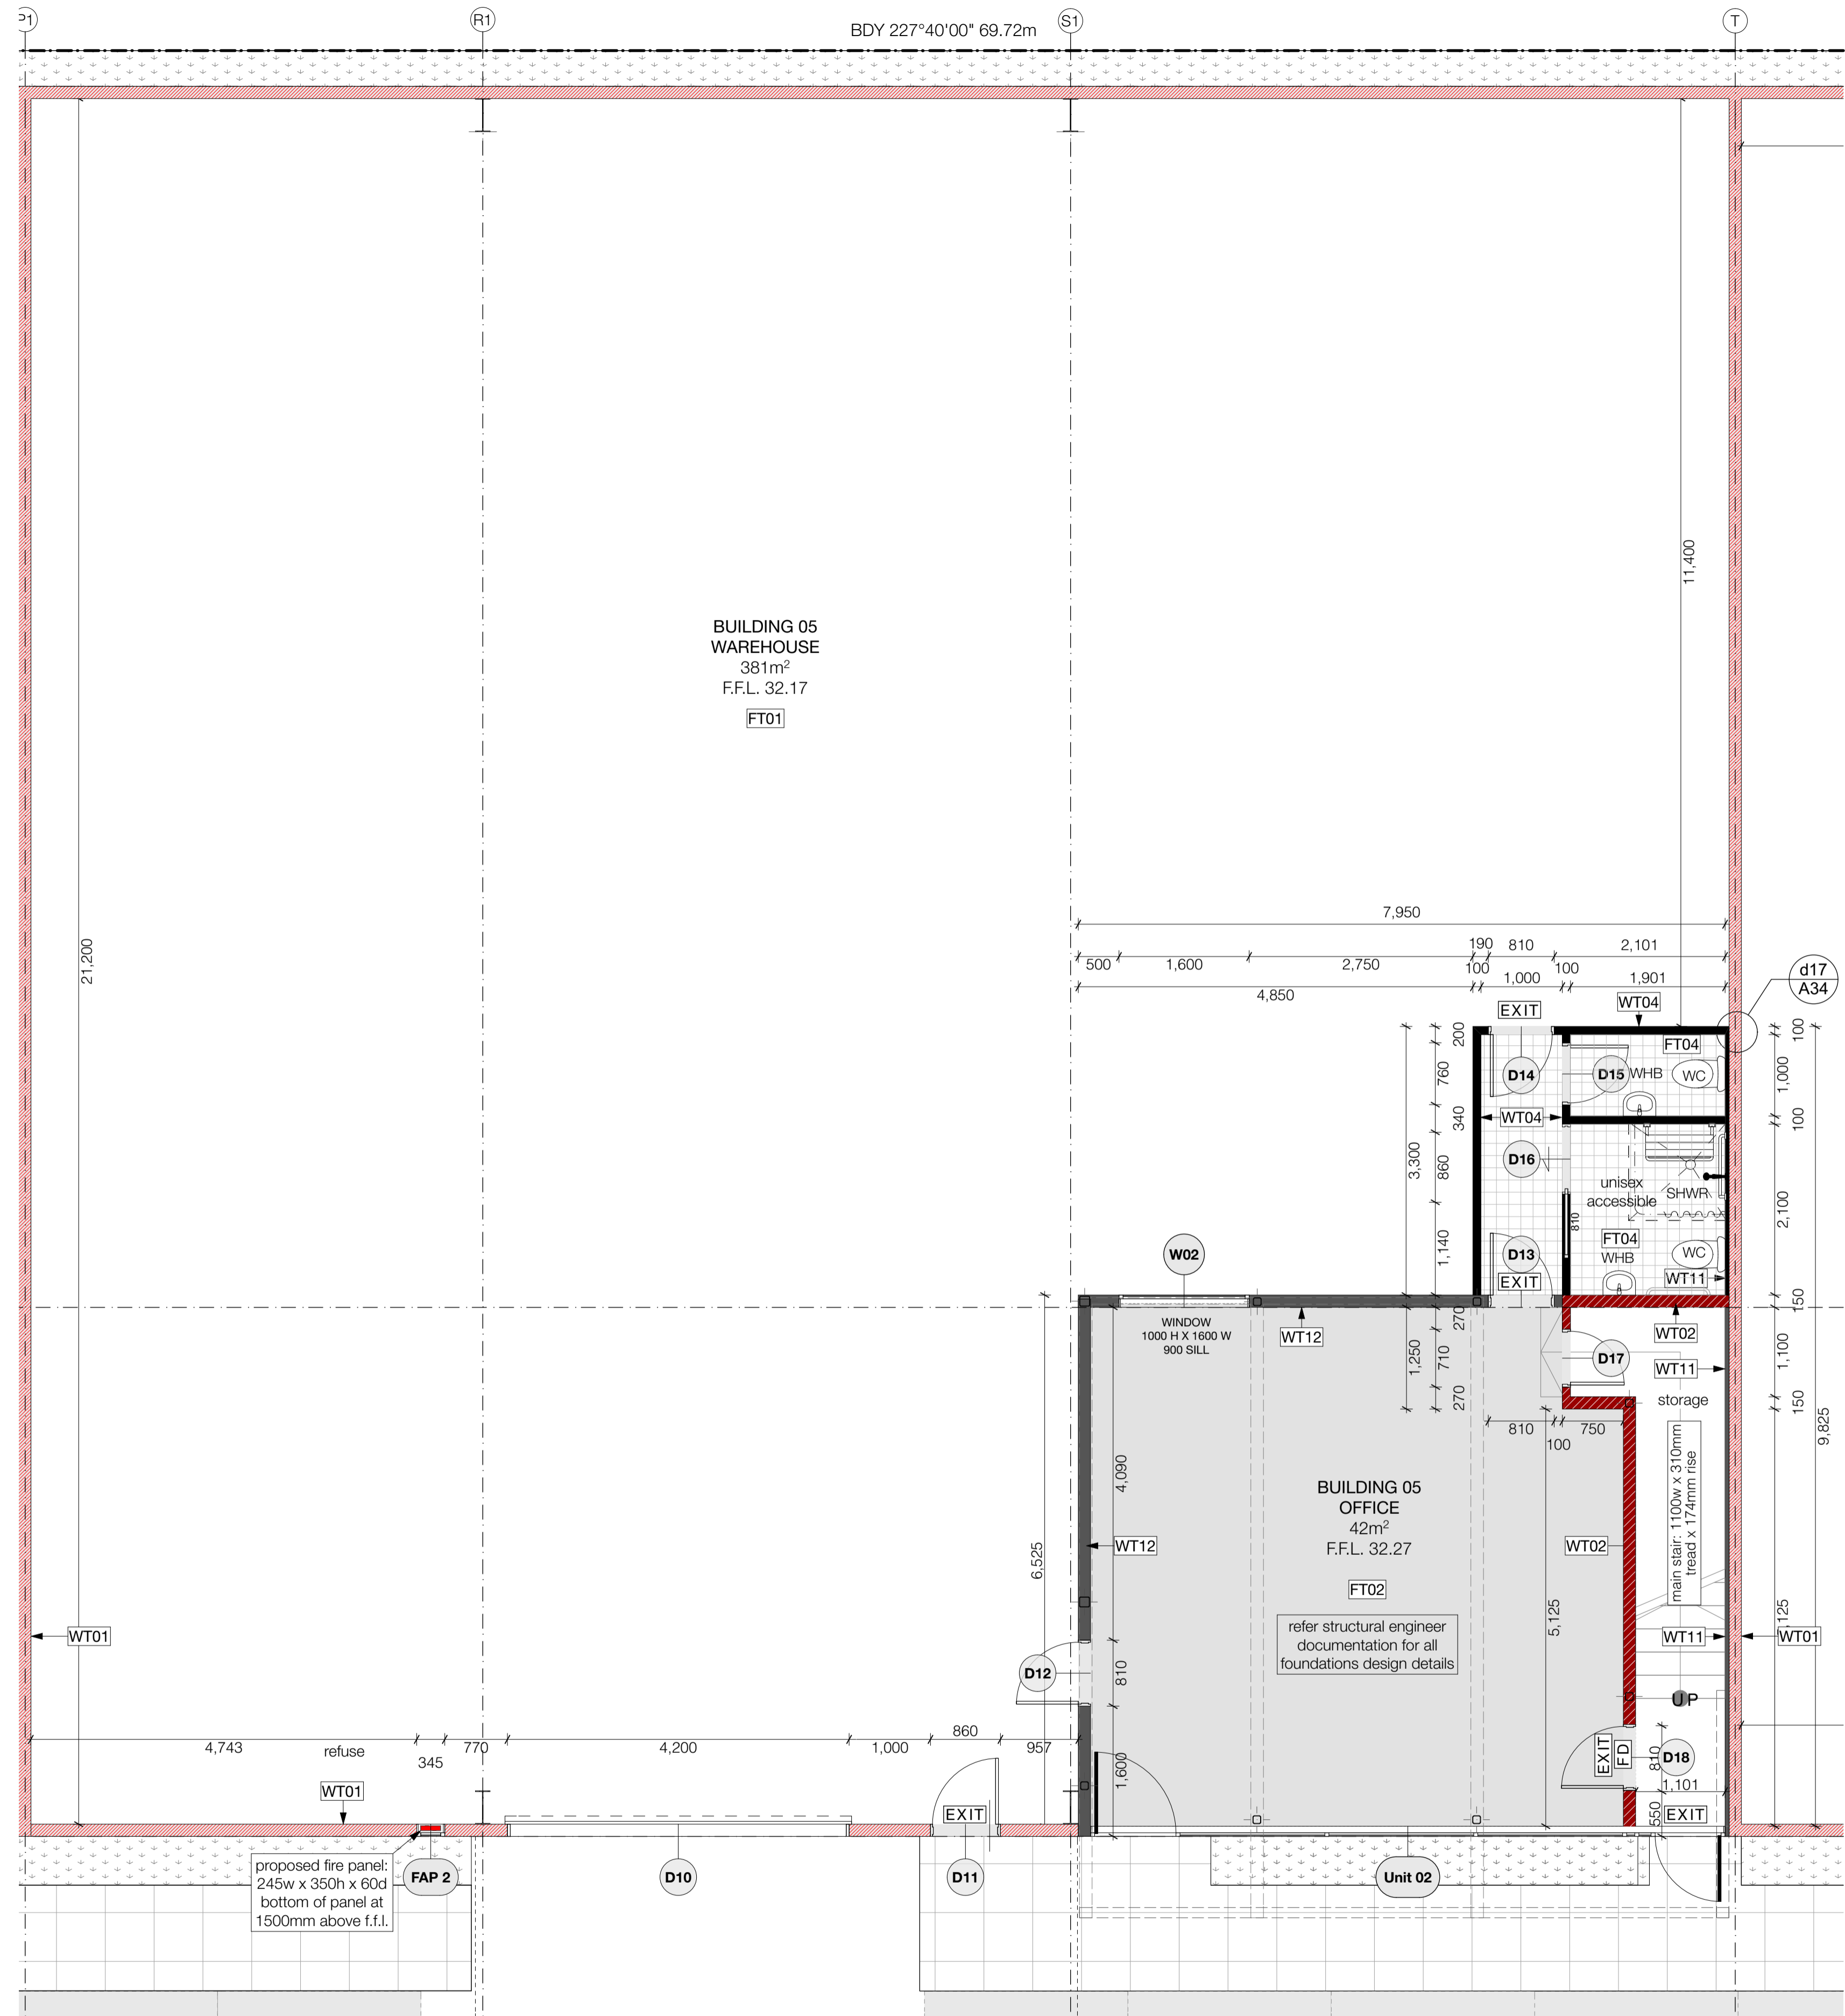 P1
R1
S1
T
BDY 227°40'00" 69.72m
21,200
11,400
BUILDING 05
WAREHOUSE
381m²
F.F.L. 32.17
FT01
7,950
190 810 2,101
500 1,600 2,750
100 1,000 100 1,901
4,850
d17
A34
EXIT
WT04
200
100
FT04
D14
D15
WHB
WC
760
1,000
340
WT04
100
3,300
860
D16
unisex
accessible
SHWR
2,100
810
W02
1,140
D13
FT04
WHB
WC
EXIT
WT11
150
WINDOW
1000 H X 1600 W
900 SILL
WT12
270
WT02
1,250
710
D17
WT11
1,100
270
storage
150
810 750
100
9,825
4,090
main stair: 1100w x 310mm
tread x 174mm rise
BUILDING 05
OFFICE
42m²
F.F.L. 32.27
6,525
WT12
WT02
FT02
refer structural engineer
documentation for all
foundations design details
5,125
125
WT01
WT11
WT01
D12
810
UP
4,743
refuse
345
770
4,200
1,000
860
957
1,600
EXIT
FD
810
D18
1,101
WT01
EXIT
550
EXIT
proposed fire panel:
245w x 350h x 60d
bottom of panel at
1500mm above f.f.l.
FAP 2
D10
D11
Unit 02